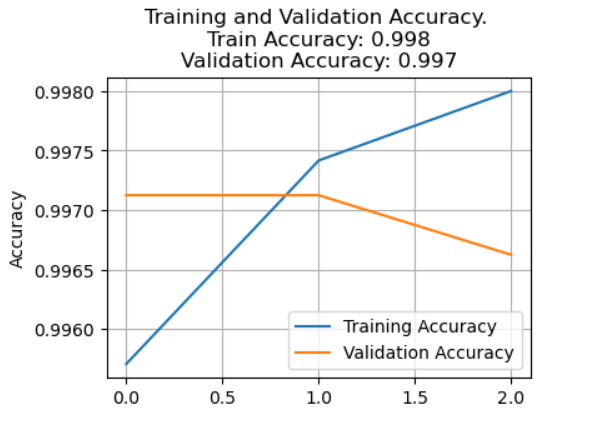 Training and Validation Accuracy.
Train Accuracy: 0.998
Validation Accuracy: 0.997
0.9980
0.9975
0.9970
0.9965
0.9960
Accuracy
Training Accuracy
Validation Accuracy
0.0 0.5 1.0 1.5 2.0